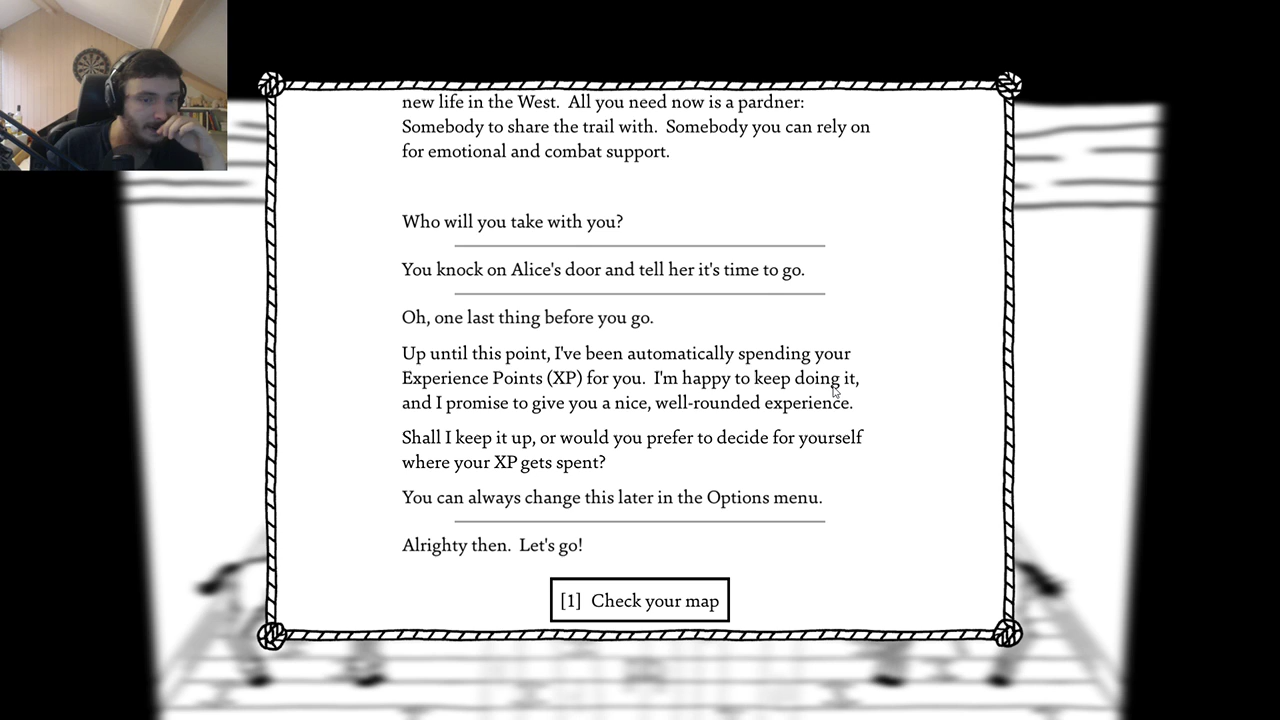 new life in the West.  All you need now is a pardner:
Somebody to share the trail with.  Somebody you can rely on
for emotional and combat support.
Who will you take with you?
You knock on Alice's door and tell her it's time to go.
Oh, one last thing before you go.
Up until this point, I've been automatically spending your
Experience Points (XP) for you.  I'm happy to keep doing it,
and I promise to give you a nice, well-rounded experience.
Shall I keep it up, or would you prefer to decide for yourself
where your XP gets spent?
You can always change this later in the Options menu.
Alrighty then.  Let's go!
[1]  Check your map